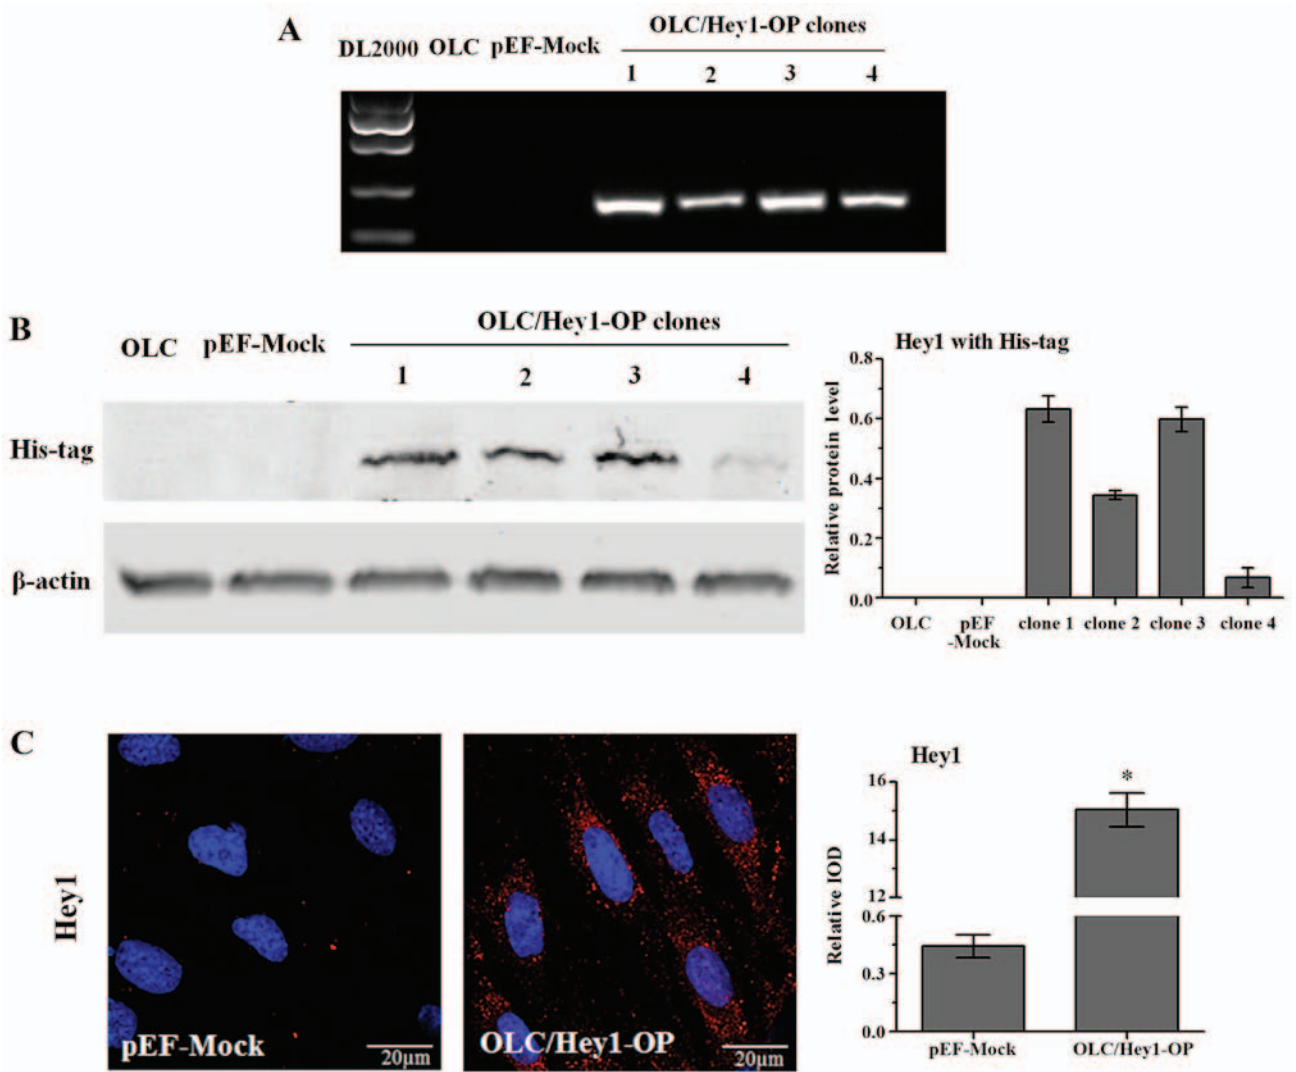 A
OLC/Hey1-OP clones
DL2000 OLC pEF-Mock
1 2 3 4
B
OLC pEF-Mock
OLC/Hey1-OP clones
1 2 3 4
His-tag
β-actin
Hey1 with His-tag
Relative protein level
0.8
0.6
0.4
0.2
0.0
OLC pEF-Mock clone 1 clone 2 clone 3 clone 4
C
Hey1
pEF-Mock
20μm
OLC/Hey1-OP
20μm
Hey1
Relative IOD
16
14
12
0.6
0.3
0.0
*
pEF-Mock OLC/Hey1-OP